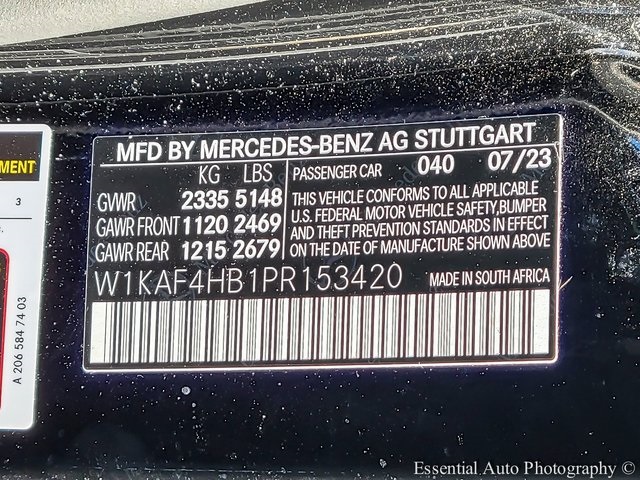 MFD BY MERCEDES-BENZ AG STUTTGART
KG LBS
GVWR 2335 5148
GAWR FRONT 1120 2469
GAWR REAR 1215 2679
PASSENGER CAR 040 07/23
THIS VEHICLE CONFORMS TO ALL APPLICABLE
U.S. FEDERAL MOTOR VEHICLE SAFETY,BUMPER
AND THEFT PREVENTION STANDARDS IN EFFECT
ON THE DATE OF MANUFACTURE SHOWN ABOVE
W1KAF4HB1PR153420 MADE IN SOUTH AFRICA
MENT
3
A 206 584 74 03
Essential Auto Photography ©